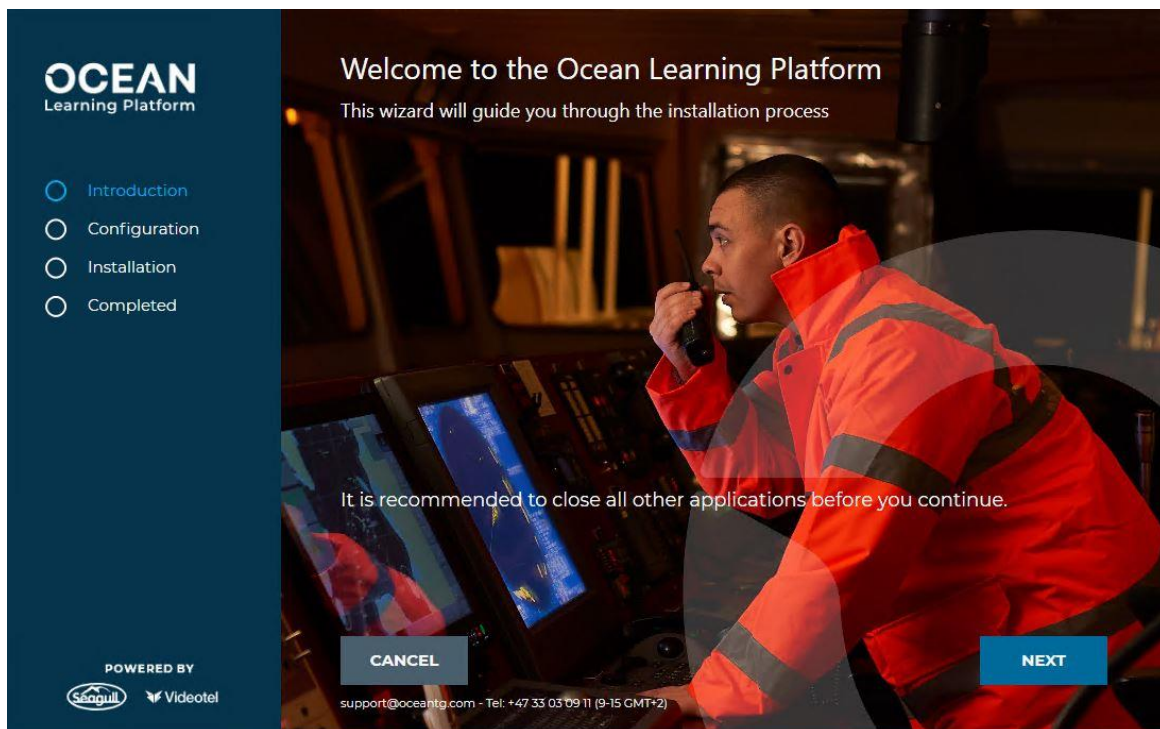 OCEAN
Learning Platform
Introduction
Configuration
Installation
Completed
POWERED BY
Seagull
Videotel
Welcome to the Ocean Learning Platform
This wizard will guide you through the installation process
It is recommended to close all other applications before you continue.
CANCEL
NEXT
support@oceantg.com - Tel: +47 33 03 09 11 (9-15 GMT+2)